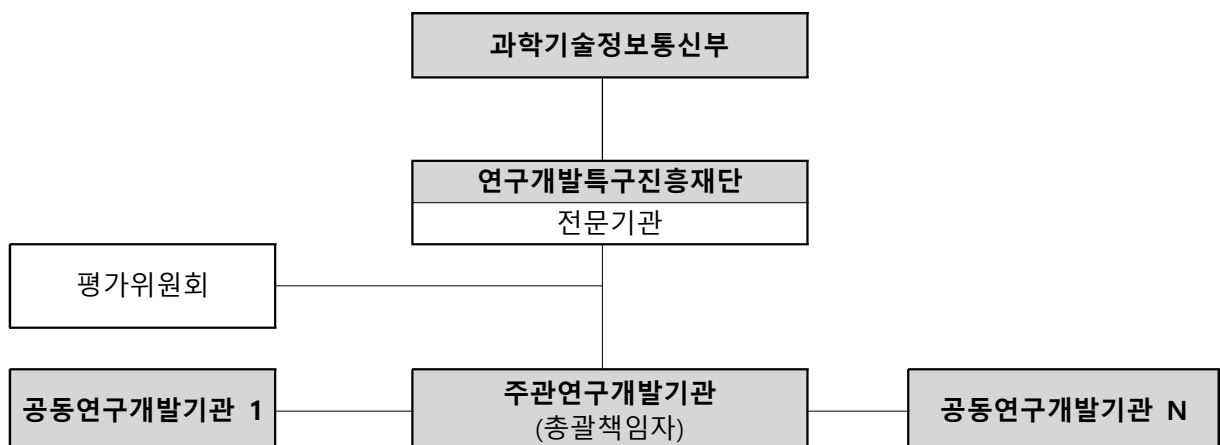 과학기술정보통신부
연구개발특구진흥재단
전문기관
평가위원회
공동연구개발기관 1
주관연구개발기관
(총괄책임자)
공동연구개발기관 N